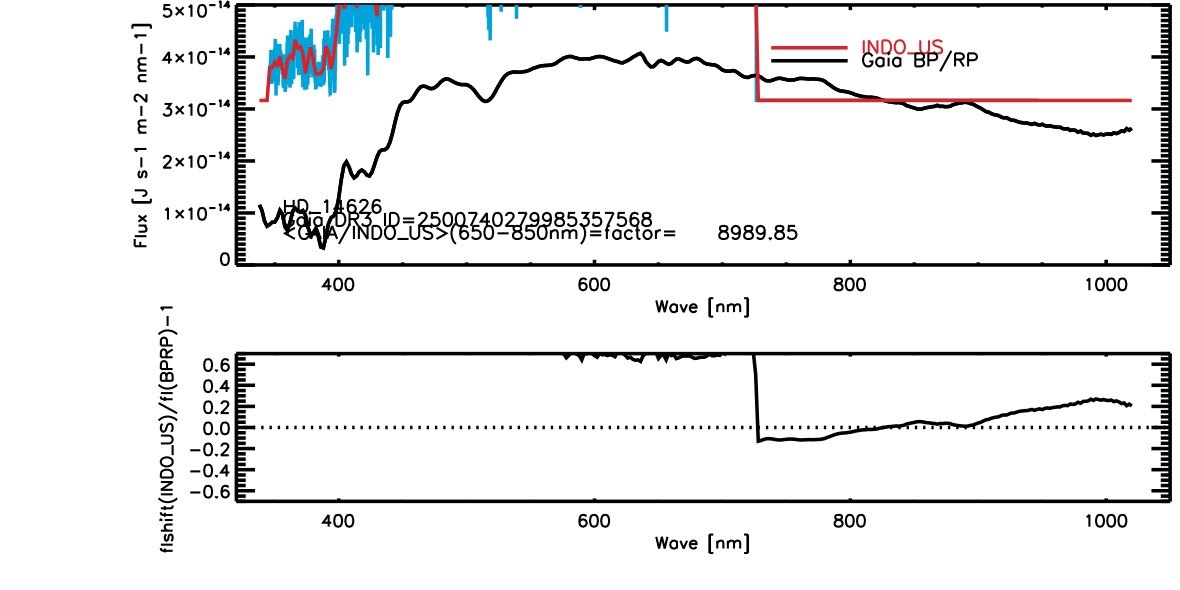 5×10⁻¹⁴
4×10⁻¹⁴
3×10⁻¹⁴
2×10⁻¹⁴
1×10⁻¹⁴
0
Flux [J s-1 m-2 nm-1]
INDO_US
Gaia BP/RP
HD_14626
Gaia DR3 ID=2500740279985357568
<GAIA/INDO_US>(650-850nm)=factor= 8989.85
400 600 800 1000
Wave [nm]
0.6
0.4
0.2
0.0
-0.2
-0.4
-0.6
flshift(INDO_US)/fl(BPRP)-1
400 600 800 1000
Wave [nm]